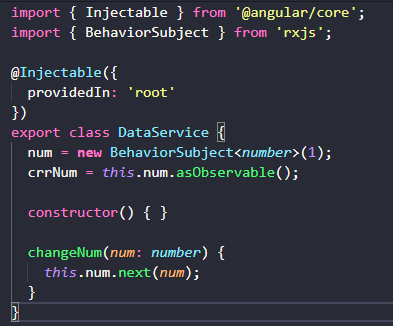 import { Injectable } from '@angular/core';
import { BehaviorSubject } from 'rxjs';

@Injectable({
  providedIn: 'root'
})
export class DataService {
  num = new BehaviorSubject<number>(1);
  crrNum = this.num.asObservable();

  constructor() { }

  changeNum(num: number) {
    this.num.next(num);
  }
}